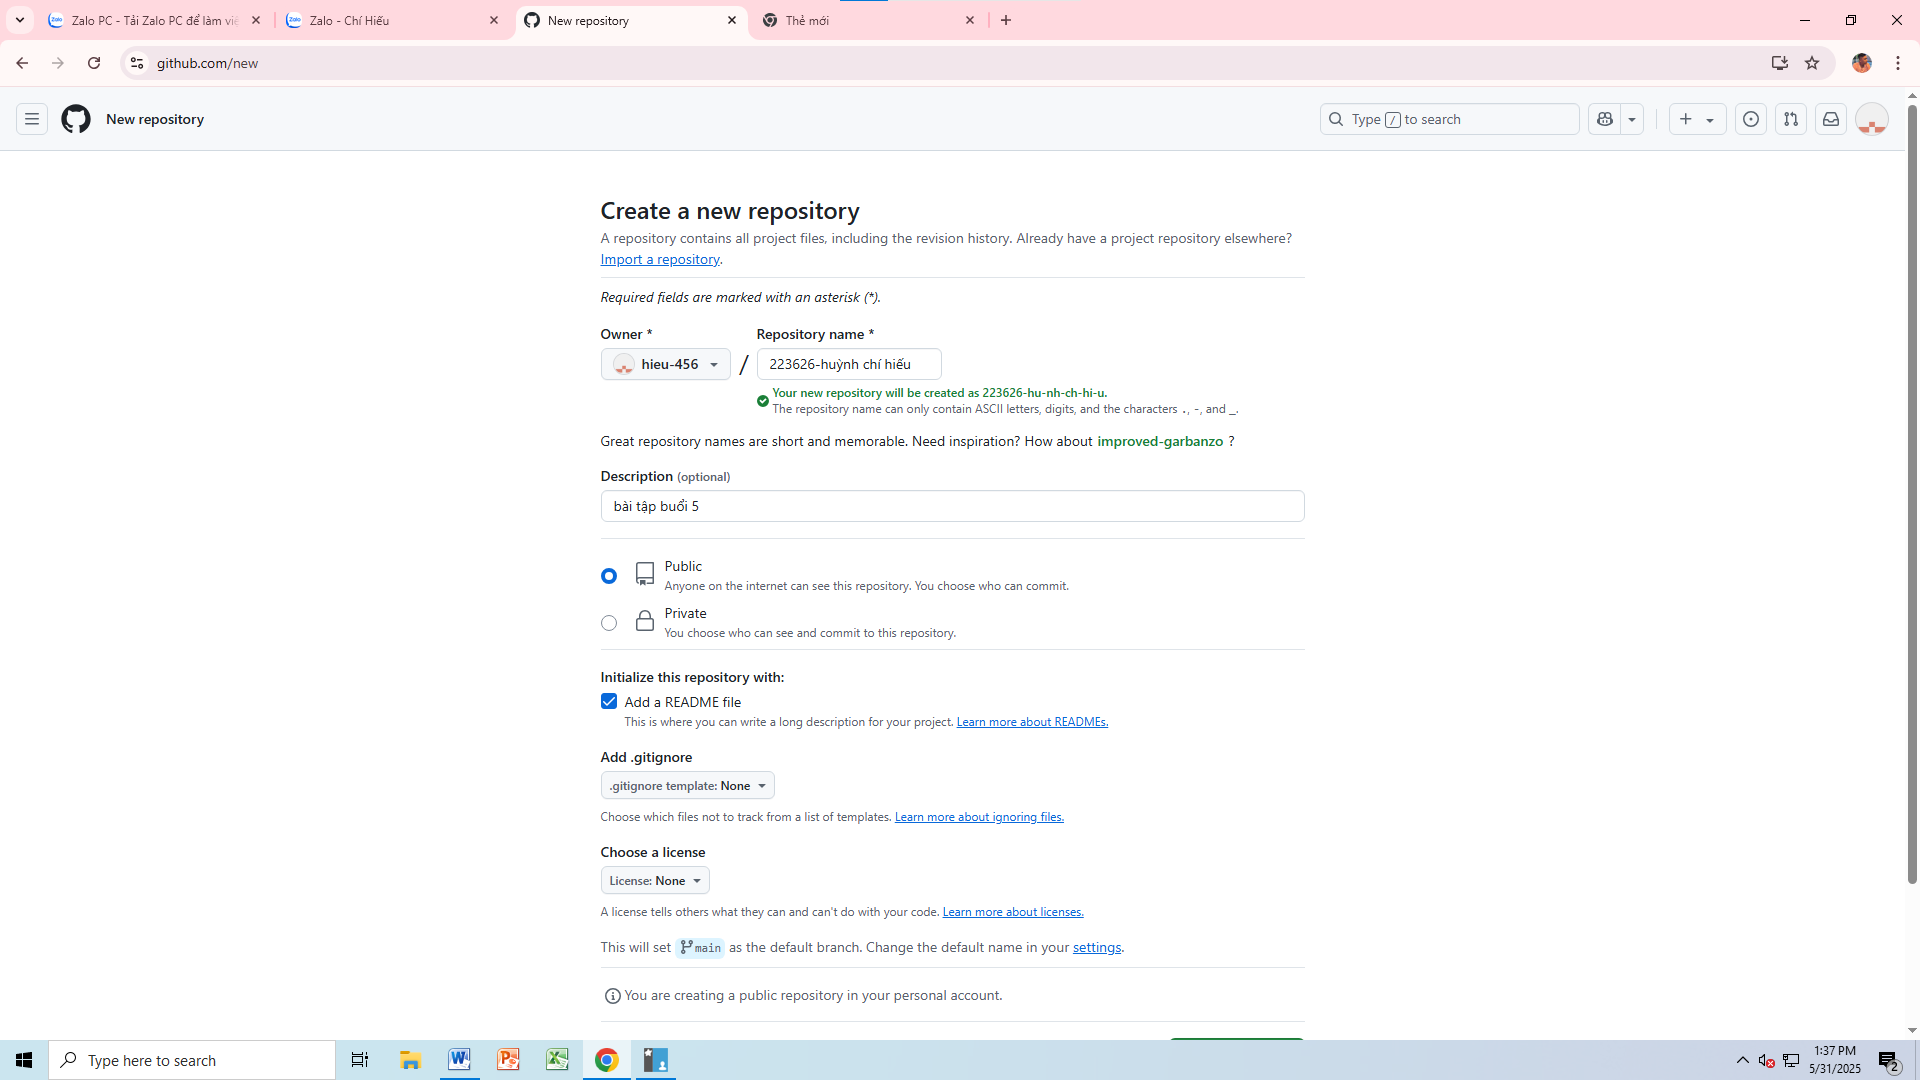 Zalo PC - Tải Zalo PC để làm việ
Zalo - Chí Hiếu
New repository
Thẻ mới
github.com/new
New repository
Type / to search
Create a new repository
A repository contains all project files, including the revision history. Already have a project repository elsewhere?
Import a repository.
Required fields are marked with an asterisk (*).
Owner *
Repository name *
hieu-456
/
223626-huỳnh chí hiếu
Your new repository will be created as 223626-hu-nh-ch-hi-u.
The repository name can only contain ASCII letters, digits, and the characters ., -, and _.
Great repository names are short and memorable. Need inspiration? How about improved-garbanzo ?
Description (optional)
bài tập buổi 5
Public
Anyone on the internet can see this repository. You choose who can commit.
Private
You choose who can see and commit to this repository.
Initialize this repository with:
Add a README file
This is where you can write a long description for your project. Learn more about READMEs.
Add .gitignore
.gitignore template: None
Choose which files not to track from a list of templates. Learn more about ignoring files.
Choose a license
License: None
A license tells others what they can and can't do with your code. Learn more about licenses.
This will set main as the default branch. Change the default name in your settings.
You are creating a public repository in your personal account.
Type here to search
1:37 PM
5/31/2025
2